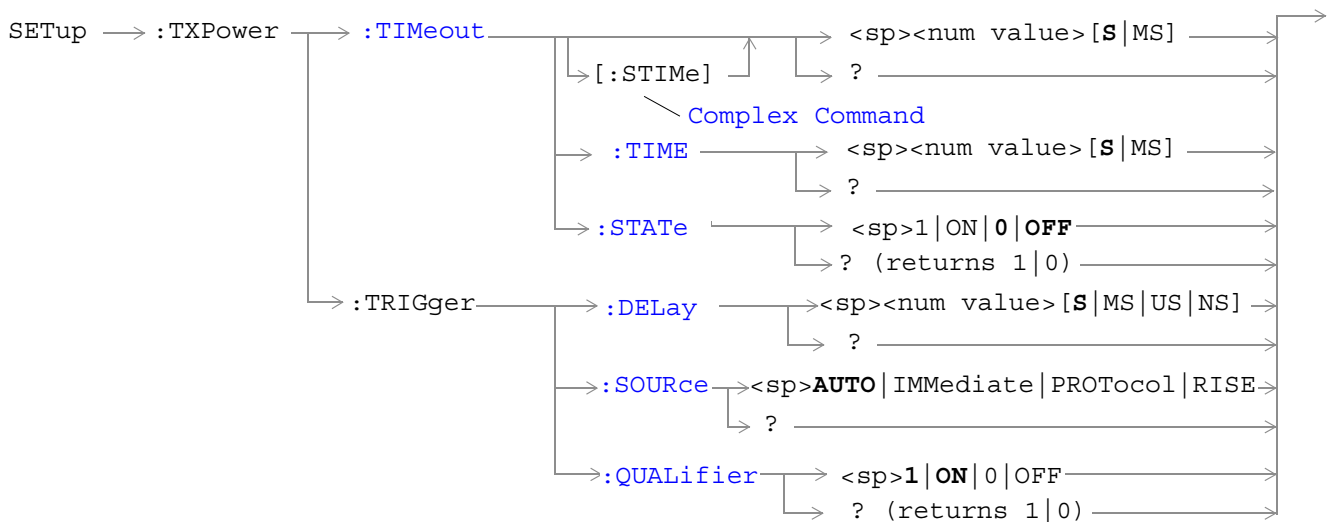 SETup :TXPower :TIMeout <sp><num value>[S|MS]
[:STIMe] ?
Complex Command
:TIME <sp><num value>[S|MS]
?
:STATe <sp>1|ON|0|OFF
? (returns 1|0)
:TRIGger :DELay <sp><num value>[S|MS|US|NS]
?
:SOURce <sp>AUTO|IMMediate|PROTocol|RISE
?
:QUALifier <sp>1|ON|0|OFF
? (returns 1|0)